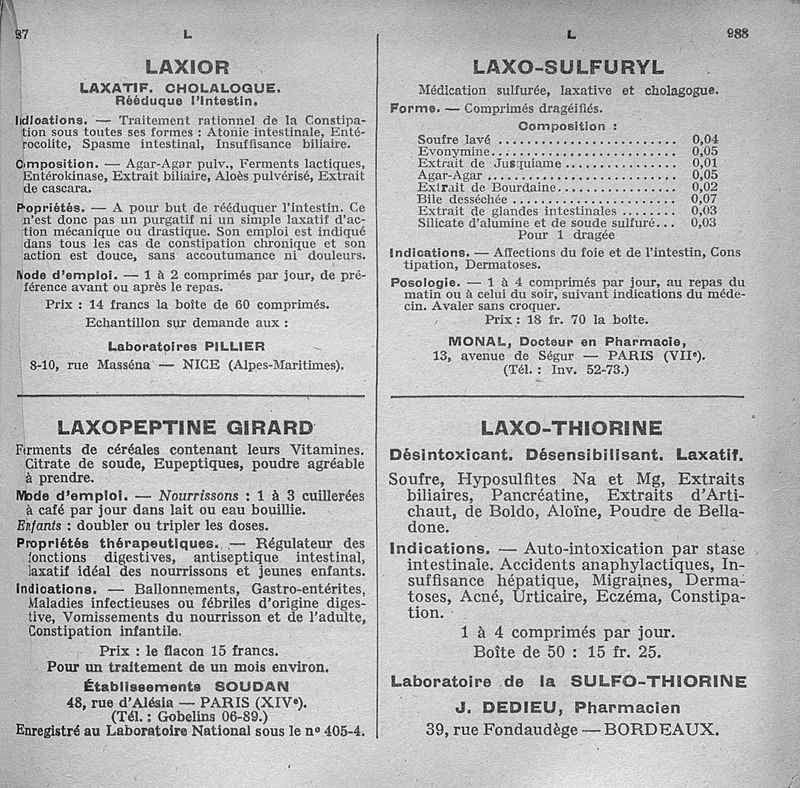 87
L
LAXIOR
LAXATIF. CHOLALOGUE.
Rééduque l'Intestin.
Idioations. — Traitement rationnel de la Constipa-
tion sous toutes ses formes : Atonie intestinale, Enté-
rocolite, Spasme intestinal, Insuffisance biliaire.
Composition. — Agar-Agar pulv., Ferments lactiques,
Entérokinase, Extrait biliaire, Aloès pulvérisé, Extrait
de cascara.
Popriétés. — A pour but de rééduquer l'intestin. Ce
n'est donc pas un purgatif ni un simple laxatif d'ac-
tion mécanique ou drastique. Son emploi est indiqué
dans tous les cas de constipation chronique et son
action est douce, sans accoutumance ni douleurs.
Mode d'emploi. — 1 à 2 comprimés par jour, de pré-
férence avant ou après le repas.
Prix : 14 francs la boîte de 60 comprimés.
Echantillon sur demande aux :
Laboratoires PILLIER
8-10, rue Masséna — NICE (Alpes-Maritimes).
LAXOPEPTINE GIRARD
Ferments de céréales contenant leurs Vitamines.
Citrate de soude, Eupeptiques, poudre agréable
à prendre.
Mode d'emploi. — Nourrissons : 1 à 3 cuillerées
à café par jour dans lait ou eau bouillie.
Enfants : doubler ou tripler les doses.
Propriétés thérapeutiques. — Régulateur des
fonctions digestives, antiseptique intestinal,
laxatif idéal des nourrissons et jeunes enfants.
Indications. — Ballonnements, Gastro-entérites,
Maladies infectieuses ou fébriles d'origine diges-
tive, Vomissements du nourrisson et de l'adulte,
Constipation infantile.
Prix : le flacon 15 francs.
Pour un traitement de un mois environ.
Établissements SOUDAN
48, rue d'Alésia — PARIS (XIVe).
(Tél. : Gobelins 06-89.)
Enregistré au Laboratoire National sous le nº 405-4.
L
988
LAXO-SULFURYL
Médication sulfurée, laxative et cholagogue.
Forme. — Comprimés dragéifiés.
Composition :
Soufre lavé ........................ 0,04
Evonymine.......................... 0,05
Extrait de Jusquiame ................ 0,01
Agar-Agar .......................... 0,05
Extrait de Bourdaine................. 0,02
Bile desséchée ...................... 0,07
Extrait de glandes intestinales ........ 0,03
Silicate d'alumine et de soude sulfuré... 0,03
Pour 1 dragée
Indications. — Affections du foie et de l'intestin, Cons
tipation, Dermatoses.
Posologie. — 1 à 4 comprimés par jour, au repas du
matin ou à celui du soir, suivant indications du méde-
cin. Avaler sans croquer.
Prix : 18 fr. 70 la boîte.
MONAL, Docteur en Pharmacie,
13, avenue de Ségur — PARIS (VIIe).
(Tél. : Inv. 52-73.)
LAXO-THIORINE
Désintoxicant. Désensibilisant. Laxatif.
Soufre, Hyposulfites Na et Mg, Extraits
biliaires, Pancréatine, Extraits d'Arti-
chaut, de Boldo, Aloïne, Poudre de Bella-
done.
Indications. — Auto-intoxication par stase
intestinale. Accidents anaphylactiques, In-
suffisance hépatique, Migraines, Derma-
toses, Acné, Urticaire, Eczéma, Constipa-
tion.
1 à 4 comprimés par jour.
Boîte de 50 : 15 fr. 25.
Laboratoire de la SULFO-THIORINE
J. DEDIEU, Pharmacien
39, rue Fondaudège — BORDEAUX.